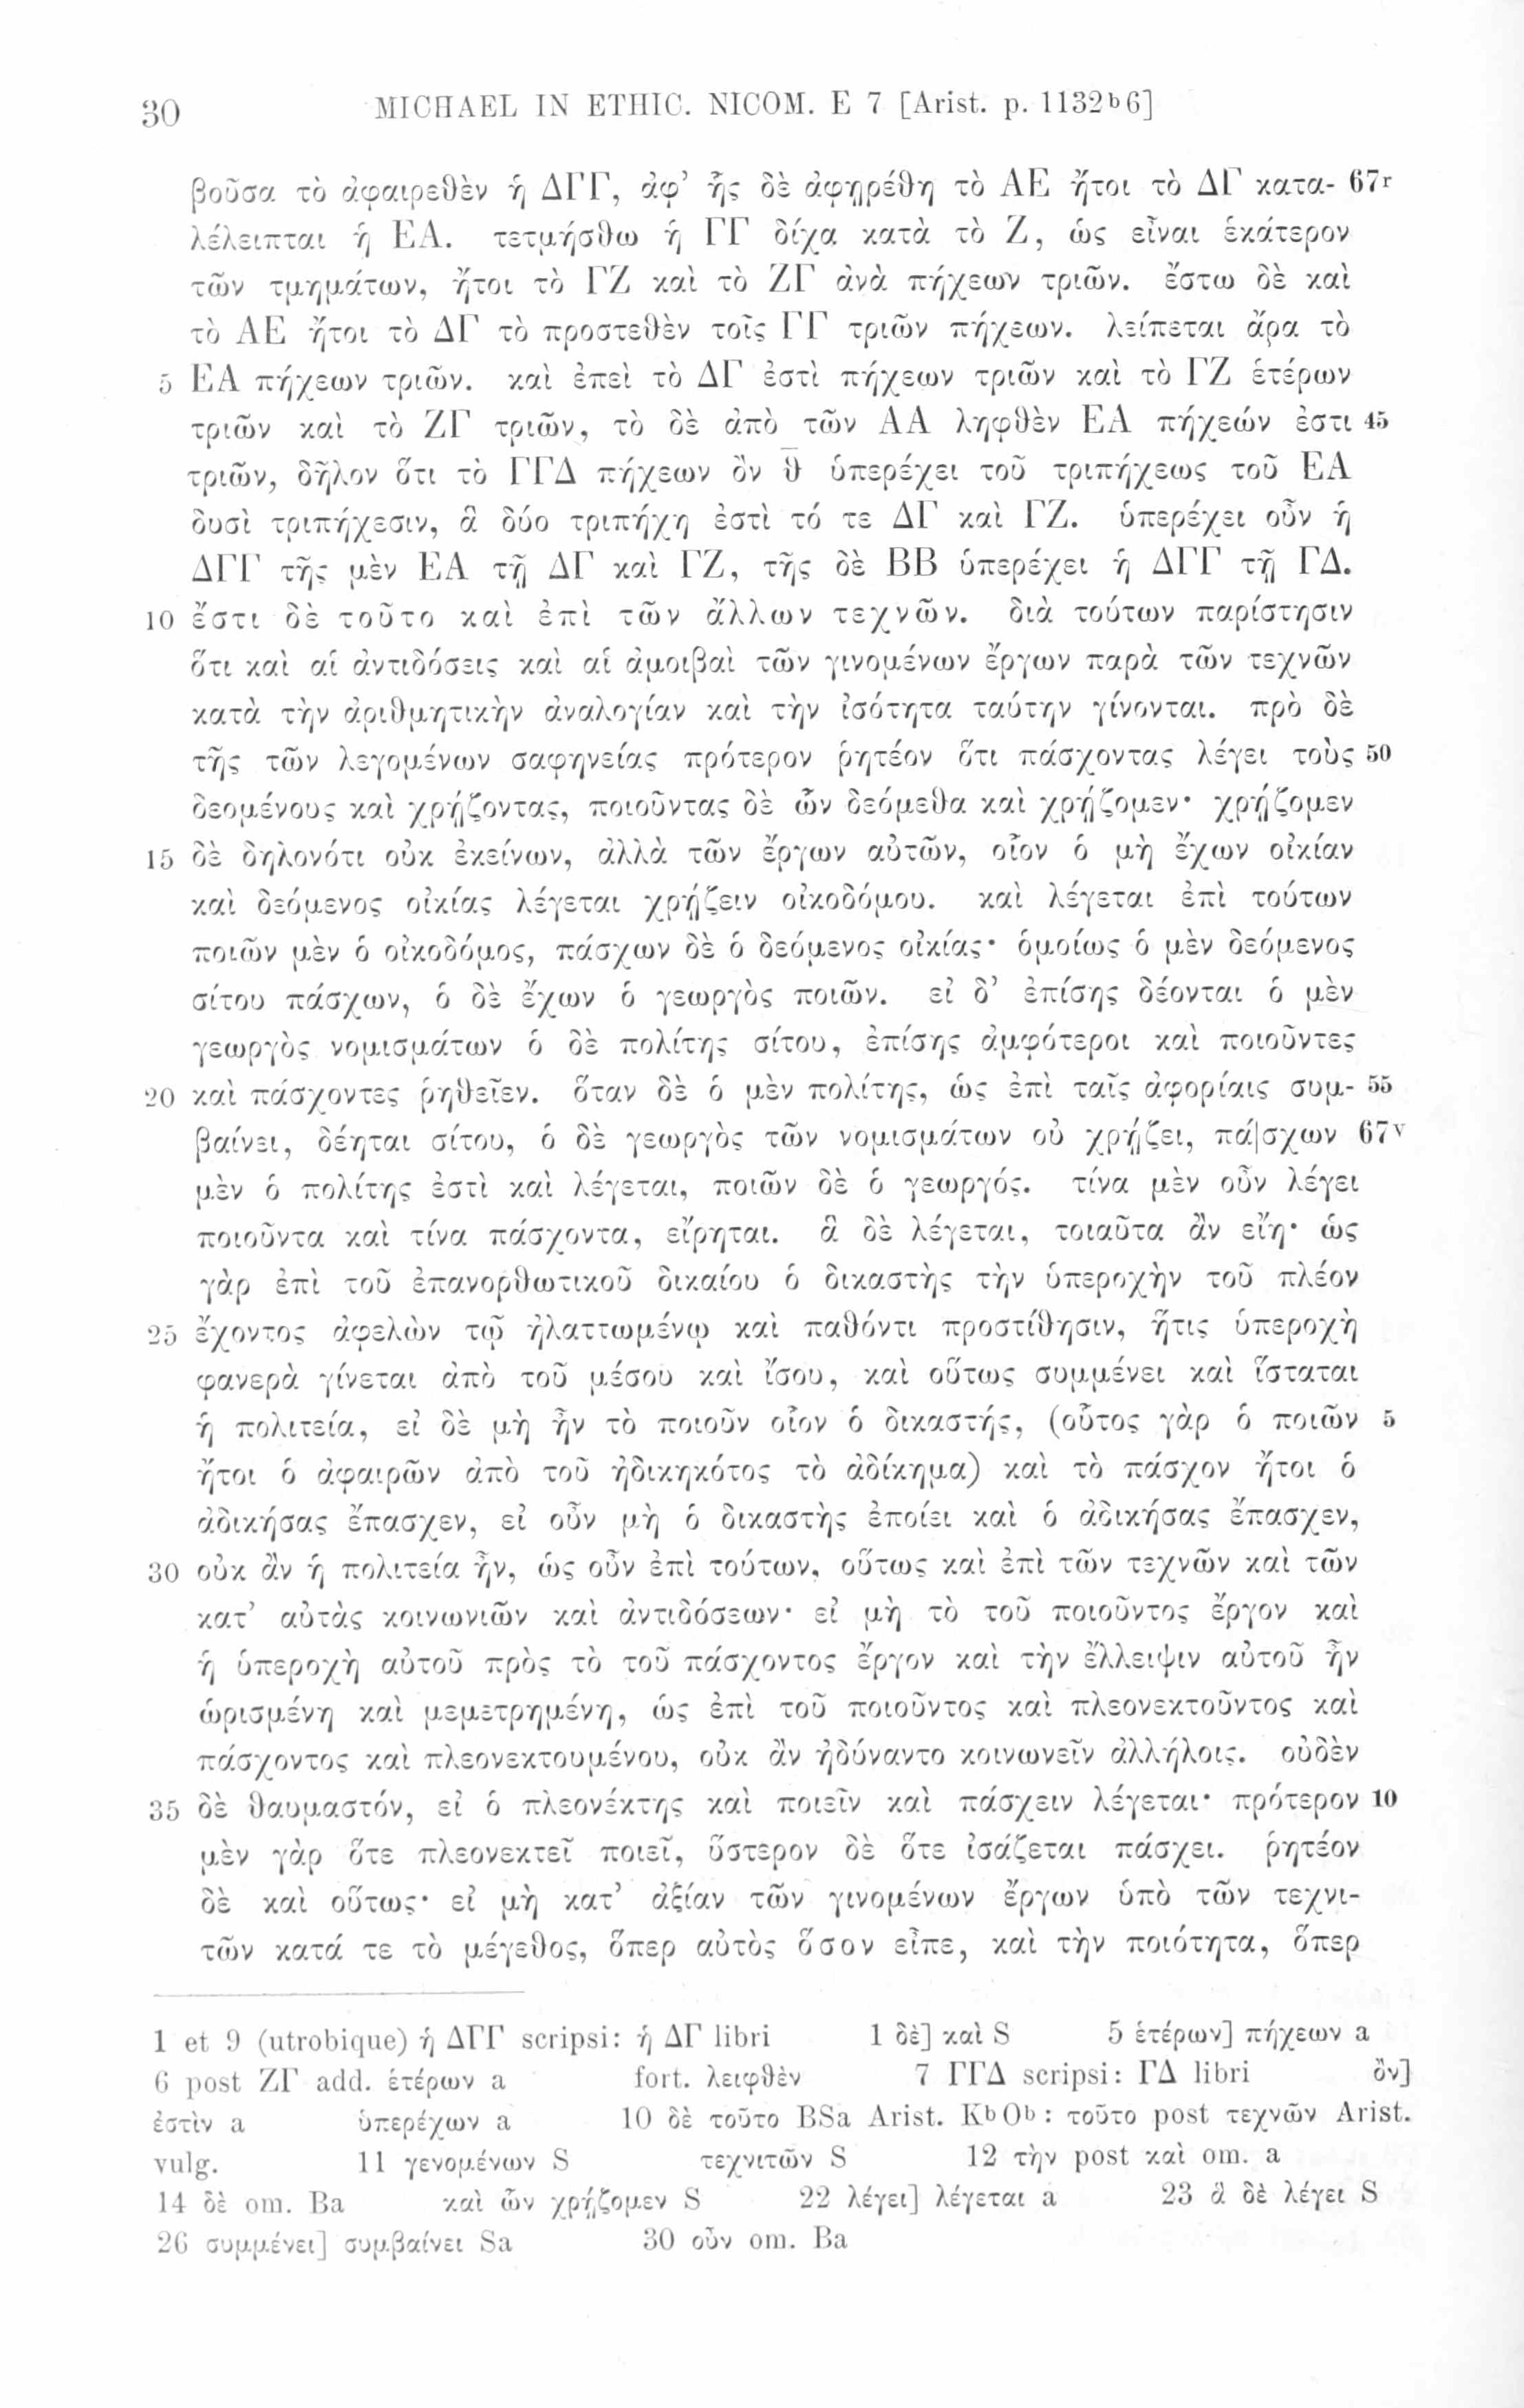 30 MICHAEL IN ETHIC. NICOM. E 7 [Arist. p. 1132b6]
βοῦσα τὸ ἀφαιρεθὲν ἡ ΔΓΓ, ἀφ’ ἧς δὲ ἀφῃρέθη τὸ ΑΕ ἤτοι τὸ ΔΓ κατα- 67r
λέλειπται ἡ ΕΑ. τετμήσθω ἡ ΓΓ δίχα κατὰ τὸ Ζ, ὡς εἶναι ἑκάτερον
τῶν τμημάτων, ἤτοι τὸ ΓΖ καὶ τὸ ΖΓ ἀνὰ πήχεων τριῶν. ἔστω δὲ καὶ
τὸ ΑΕ ἤτοι τὸ ΔΓ τὸ προστεθὲν τοῖς ΓΓ τριῶν πήχεων. λείπεται ἄρα τὸ
5 ΕΑ πήχεων τριῶν. καὶ ἐπεὶ τὸ ΔΓ ἐστὶ πήχεων τριῶν καὶ τὸ ΓΖ ἑτέρων
τριῶν καὶ τὸ ΖΓ τριῶν, τὸ δὲ ἀπὸ τῶν ΑΑ ληφθὲν ΕΑ πήχεών ἐστι 45
τριῶν, δῆλον ὅτι τὸ ΓΓΔ πήχεων ὂν θ̅ ὑπερέχει τοῦ τριπήχεως τοῦ ΕΑ
δυσὶ τριπήχεσιν, ἃ δύο τριπήχη ἐστὶ τό τε ΔΓ καὶ ΓΖ. ὑπερέχει οὖν ἡ
ΔΓΓ τῆς μὲν ΕΑ τῇ ΔΓ καὶ ΓΖ, τῆς δὲ ΒΒ ὑπερέχει ἡ ΔΓΓ τῇ ΓΔ.
10 ἔστι δὲ τοῦτο καὶ ἐπὶ τῶν ἄλλων τεχνῶν. διὰ τούτων παρίστησιν
ὅτι καὶ αἱ ἀντιδόσεις καὶ αἱ ἀμοιβαὶ τῶν γινομένων ἔργων παρὰ τῶν τεχνῶν
κατὰ τὴν ἀριθμητικὴν ἀναλογίαν καὶ τὴν ἰσότητα ταύτην γίνονται. πρὸ δὲ
τῆς τῶν λεγομένων σαφηνείας πρότερον ῥητέον ὅτι πάσχοντας λέγει τοὺς 50
δεομένους καὶ χρῄζοντας, ποιοῦντας δὲ ὧν δεόμεθα καὶ χρῄζομεν· χρῄζομεν
15 δὲ δηλονότι οὐκ ἐκείνων, ἀλλὰ τῶν ἔργων αὐτῶν, οἷον ὁ μὴ ἔχων οἰκίαν
καὶ δεόμενος οἰκίας λέγεται χρῄζειν οἰκοδόμου. καὶ λέγεται ἐπὶ τούτων
ποιῶν μὲν ὁ οἰκοδόμος, πάσχων δὲ ὁ δεόμενος οἰκίας· ὁμοίως ὁ μὲν δεόμενος
σίτου πάσχων, ὁ δὲ ἔχων ὁ γεωργὸς ποιῶν. εἰ δ’ ἐπίσης δέονται ὁ μὲν
γεωργὸς νομισμάτων ὁ δὲ πολίτης σίτου, ἐπίσης ἀμφότεροι καὶ ποιοῦντες
20 καὶ πάσχοντες ῥηθεῖεν. ὅταν δὲ ὁ μὲν πολίτης, ὡς ἐπὶ ταῖς ἀφορίαις συμ- 55
βαίνει, δέηται σίτου, ὁ δὲ γεωργὸς τῶν νομισμάτων οὐ χρῄζει, πά|σχων 67v
μὲν ὁ πολίτης ἐστὶ καὶ λέγεται, ποιῶν δὲ ὁ γεωργός. τίνα μὲν οὖν λέγει
ποιοῦντα καὶ τίνα πάσχοντα, εἴρηται. ἃ δὲ λέγεται, τοιαῦτα ἂν εἴη· ὡς
γὰρ ἐπὶ τοῦ ἐπανορθωτικοῦ δικαίου ὁ δικαστὴς τὴν ὑπεροχὴν τοῦ πλέον
25 ἔχοντος ἀφελὼν τῷ ἠλαττωμένῳ καὶ παθόντι προστίθησιν, ἥτις ὑπεροχὴ
φανερὰ γίνεται ἀπὸ τοῦ μέσου καὶ ἴσου, καὶ οὕτως συμμένει καὶ ἵσταται
ἡ πολιτεία, εἰ δὲ μὴ ἦν τὸ ποιοῦν οἷον ὁ δικαστής, (οὗτος γὰρ ὁ ποιῶν 5
ἤτοι ὁ ἀφαιρῶν ἀπὸ τοῦ ἠδικηκότος τὸ ἀδίκημα) καὶ τὸ πάσχον ἤτοι ὁ
ἀδικήσας ἔπασχεν, εἰ οὖν μὴ ὁ δικαστὴς ἐποίει καὶ ὁ ἀδικήσας ἔπασχεν,
30 οὐκ ἂν ἡ πολιτεία ἦν, ὡς οὖν ἐπὶ τούτων, οὕτως καὶ ἐπὶ τῶν τεχνῶν καὶ τῶν
κατ’ αὐτὰς κοινωνιῶν καὶ ἀντιδόσεων· εἰ μὴ τὸ τοῦ ποιοῦντος ἔργον καὶ
ἡ ὑπεροχὴ αὐτοῦ πρὸς τὸ τοῦ πάσχοντος ἔργον καὶ τὴν ἔλλειψιν αὐτοῦ ἦν
ὡρισμένη καὶ μεμετρημένη, ὡς ἐπὶ τοῦ ποιοῦντος καὶ πλεονεκτοῦντος καὶ
πάσχοντος καὶ πλεονεκτουμένου, οὐκ ἂν ἠδύναντο κοινωνεῖν ἀλλήλοις. οὐδὲν
35 δὲ θαυμαστόν, εἰ ὁ πλεονέκτης καὶ ποιεῖν καὶ πάσχειν λέγεται· πρότερον 10
μὲν γὰρ ὅτε πλεονεκτεῖ ποιεῖ, ὕστερον δὲ ὅτε ἰσάζεται πάσχει. ῥητέον
δὲ καὶ οὕτως· εἰ μὴ κατ’ ἀξίαν τῶν γινομένων ἔργων ὑπὸ τῶν τεχνι-
τῶν κατά τε τὸ μέγεθος, ὅπερ αὐτὸς ὅσον εἶπε, καὶ τὴν ποιότητα, ὅπερ
1 et 9 (utrobique) ἡ ΔΓΓ scripsi: ἡ ΔΓ libri 1 δὲ] καὶ S 5 ἑτέρων] πήχεων a
6 post ΖΓ add. ἑτέρων a fort. λειφθὲν 7 ΓΓΔ scripsi: ΓΔ libri ὂν]
ἐστὶν a ὑπερέχων a 10 δὲ τοῦτο BSa Arist. KbOb: τοῦτο post τεχνῶν Arist.
vulg. 11 γενομένων S τεχνιτῶν S 12 τὴν post καὶ om. a
14 δὲ om. Ba καὶ ὧν χρῄζομεν S 22 λέγει] λέγεται a 23 ἃ δὲ λέγει S
26 συμμένει] συμβαίνει Sa 30 οὖν om. Ba